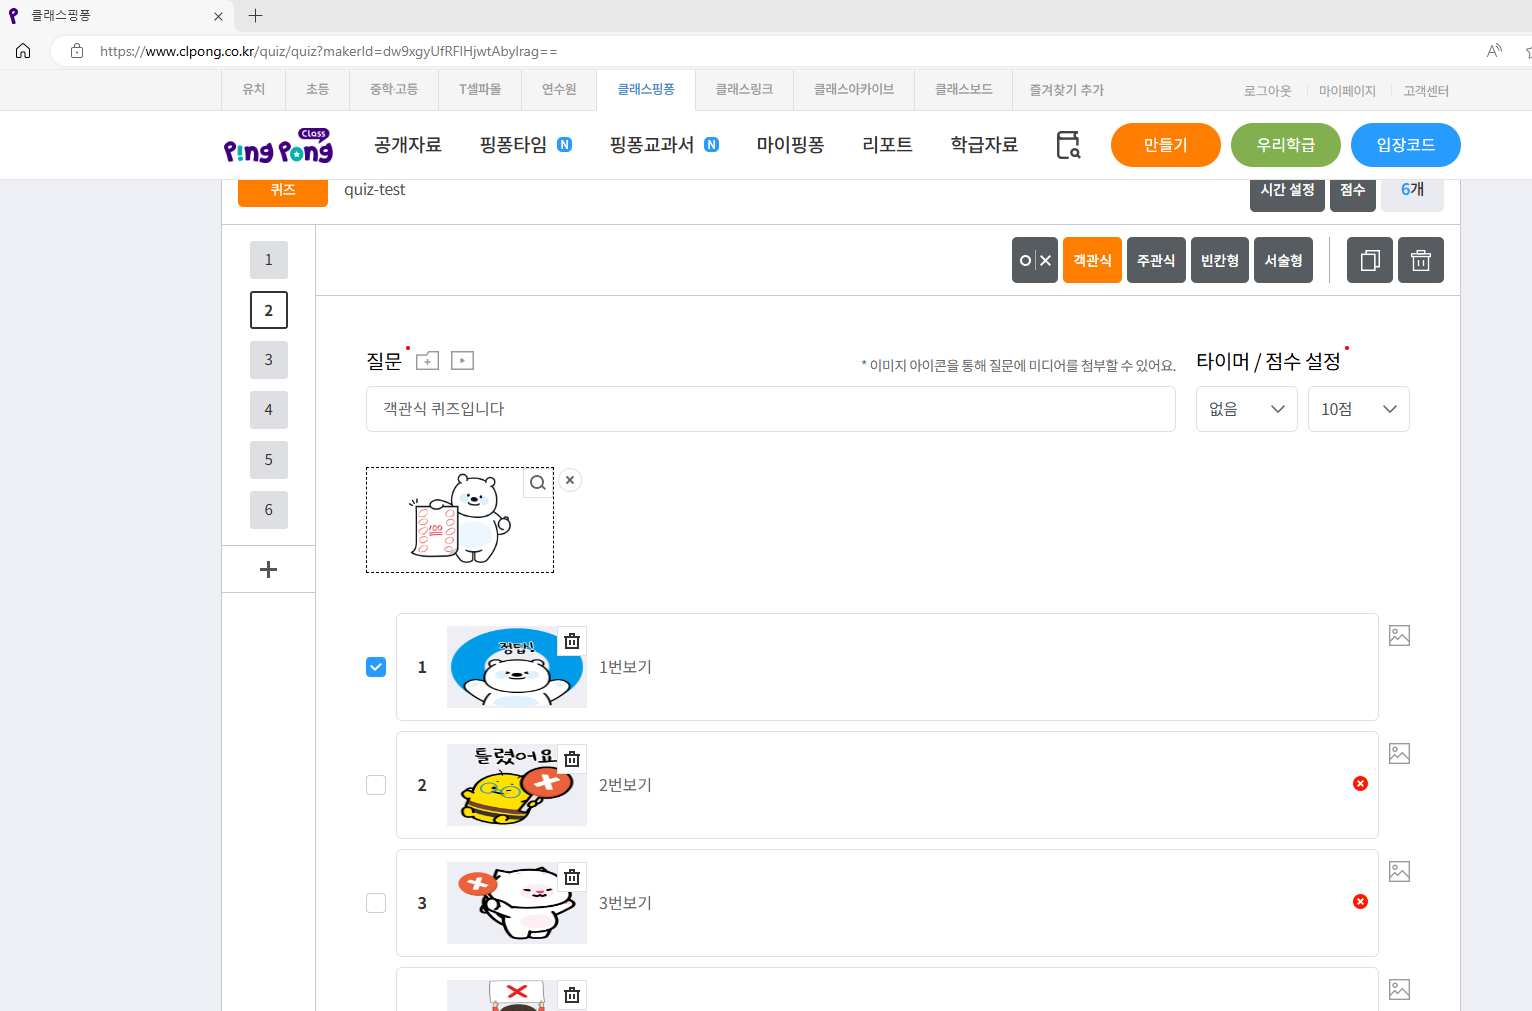 클래스핑퐁
https://www.clpong.co.kr/quiz/quiz?makerId=dw9xgyUfRFlHjwtAbyIrag==
유치 초등 중학·고등 T셀파몰 연수원 클래스핑퐁 클래스링크 클래스아카이브 클래스보드 즐겨찾기 추가 로그아웃 마이페이지 고객센터
Class
Ping Pong 공개자료 핑퐁타임 N 핑퐁교과서 N 마이핑퐁 리포트 학급자료 만들기 우리학급 입장코드
퀴즈 quiz-test 시간 설정 점수 6개
1
2
3
4
5
6
O X 객관식 주관식 빈칸형 서술형
질문 * 이미지 아이콘을 통해 질문에 미디어를 첨부할 수 있어요. 타이머 / 점수 설정
객관식 퀴즈입니다 없음 10점
100
1 정답! 1번보기
2 틀렸어요 2번보기
3 3번보기